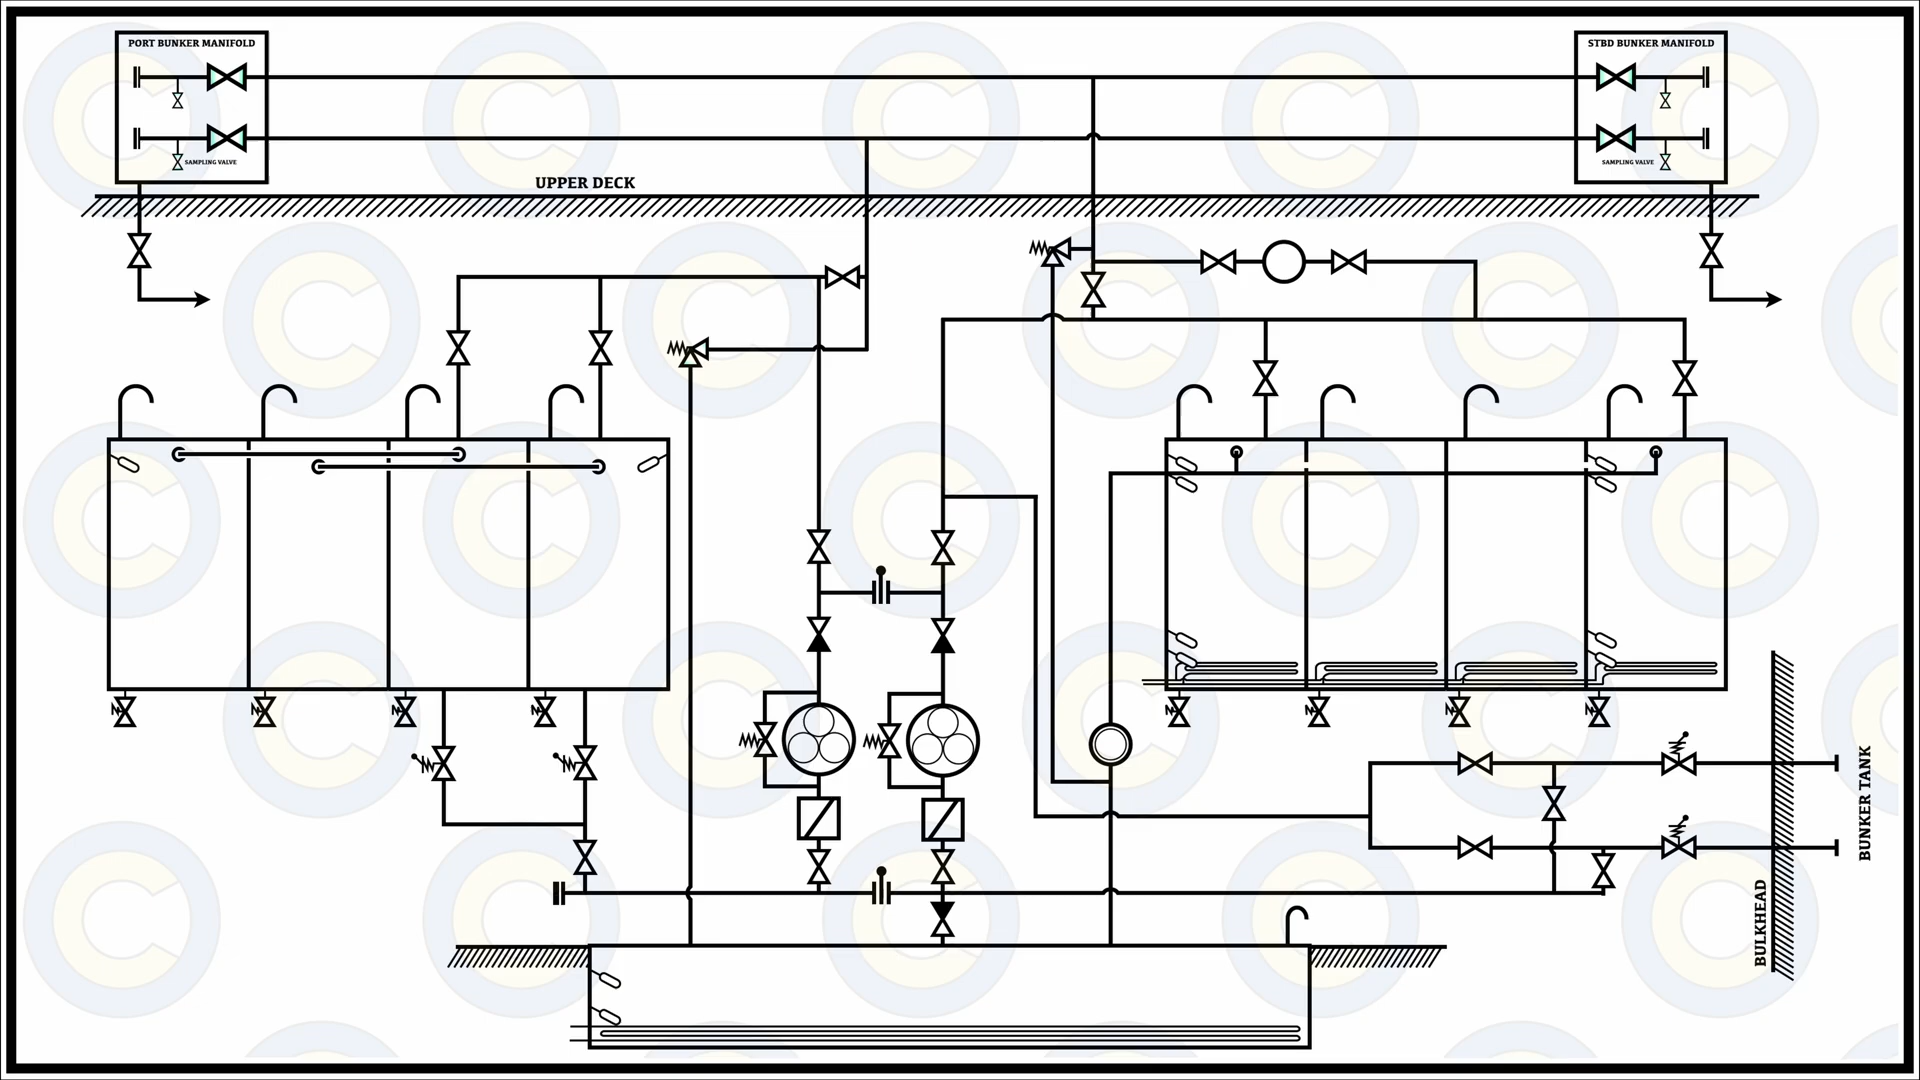 PORT BUNKER MANIFOLD
STBD BUNKER MANIFOLD
SAMPLING VALVE
SAMPLING VALVE
UPPER DECK
BUNKER TANK
BULKHEAD